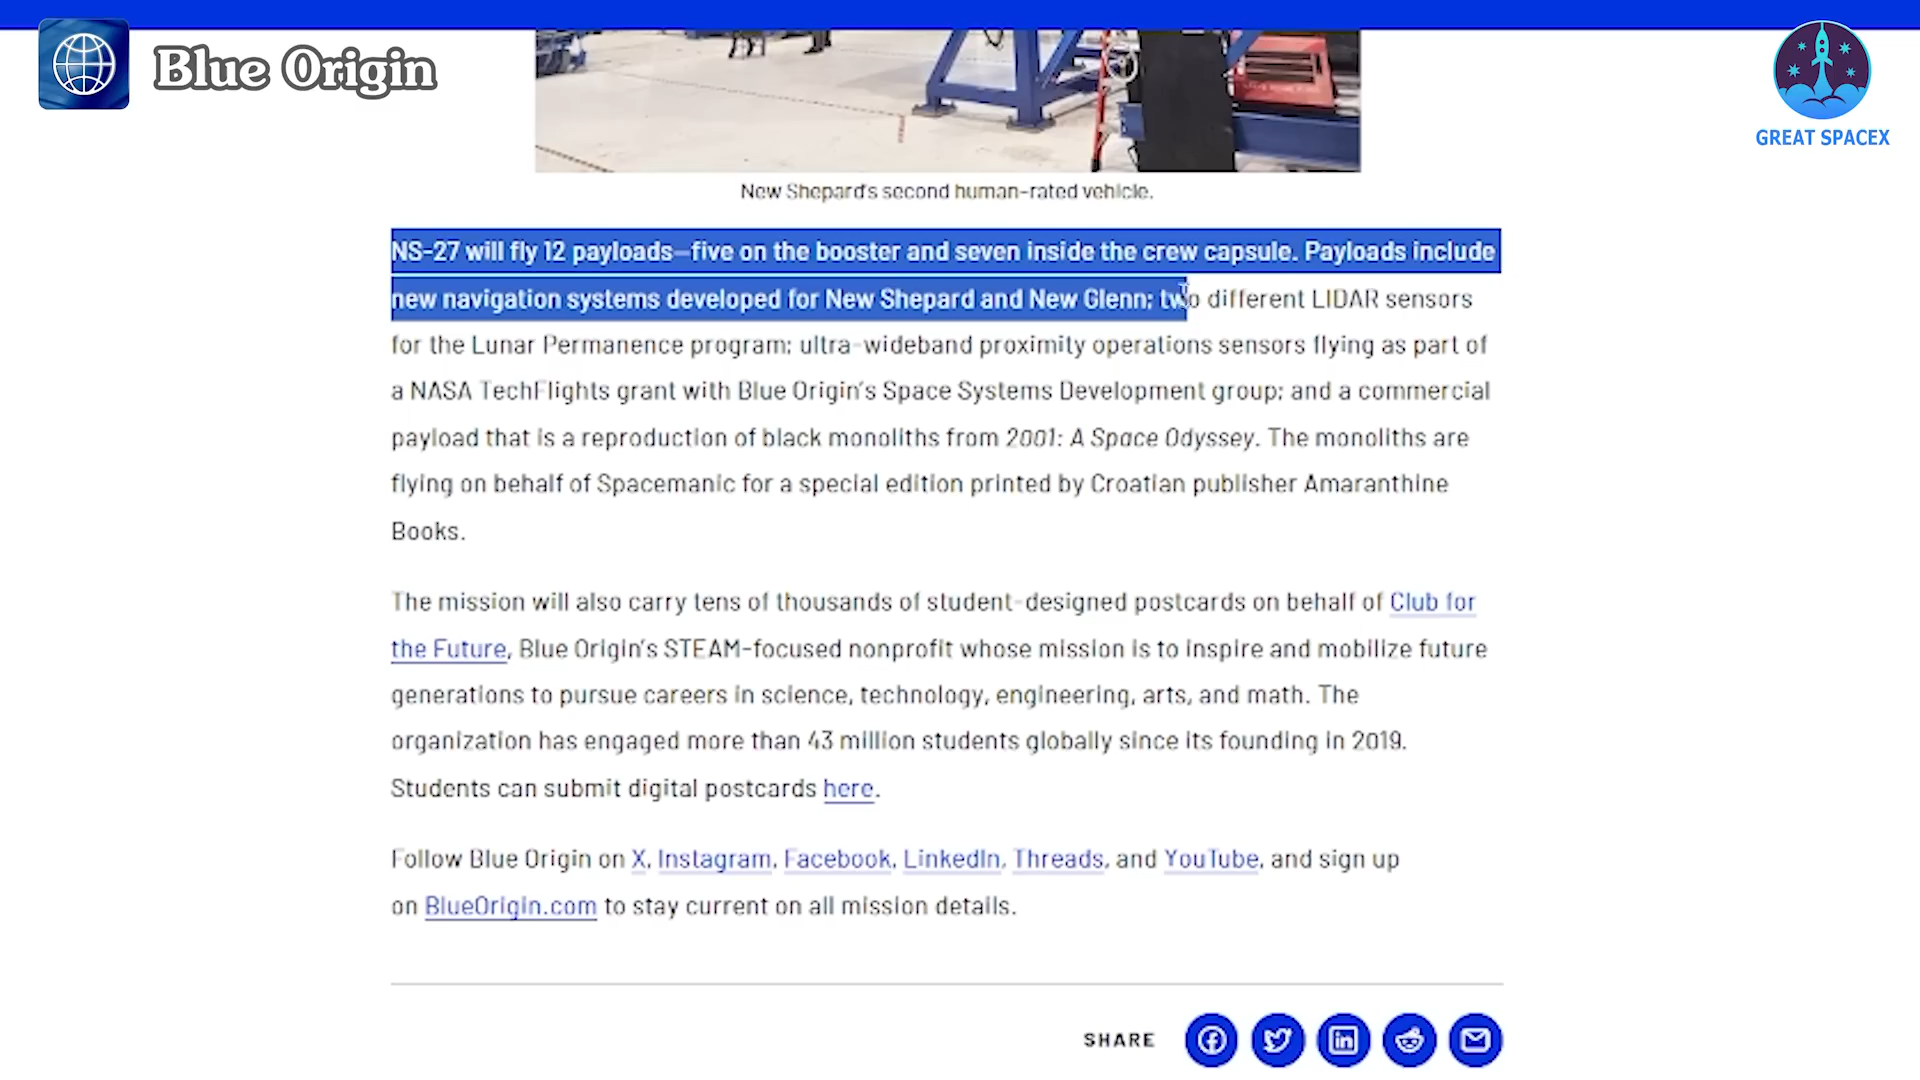 Blue Origin
GREAT SPACEX
New Shepard's second human-rated vehicle.
NS-27 will fly 12 payloads—five on the booster and seven inside the crew capsule. Payloads include
new navigation systems developed for New Shepard and New Glenn; two different LIDAR sensors
for the Lunar Permanence program; ultra-wideband proximity operations sensors flying as part of
a NASA TechFlights grant with Blue Origin's Space Systems Development group; and a commercial
payload that is a reproduction of black monoliths from 2001: A Space Odyssey. The monoliths are
flying on behalf of Spacemanic for a special edition printed by Croatian publisher Amaranthine
Books.
The mission will also carry tens of thousands of student-designed postcards on behalf of Club for
the Future, Blue Origin's STEAM-focused nonprofit whose mission is to inspire and mobilize future
generations to pursue careers in science, technology, engineering, arts, and math. The
organization has engaged more than 43 million students globally since its founding in 2019.
Students can submit digital postcards here.
Follow Blue Origin on X, Instagram, Facebook, LinkedIn, Threads, and YouTube, and sign up
on BlueOrigin.com to stay current on all mission details.
SHARE